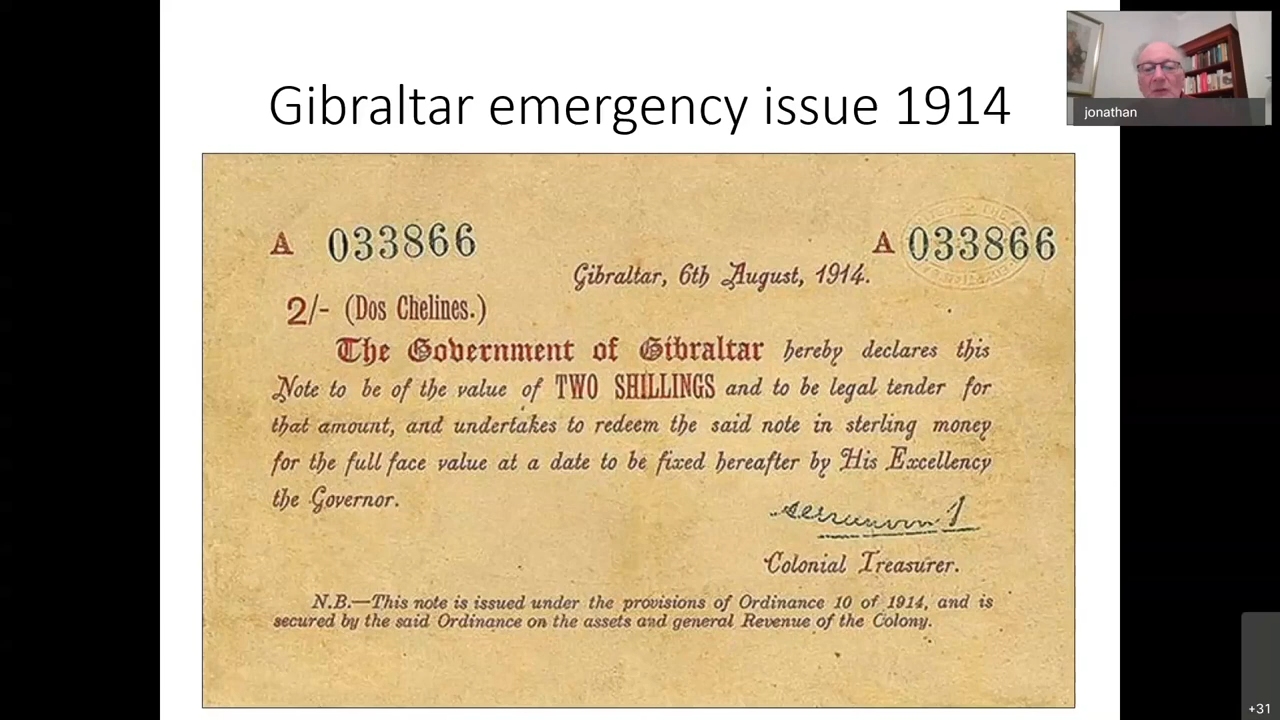 Gibraltar emergency issue 1914
jonathan
A 033866
A 033866
Gibraltar, 6th August, 1914.
2/- (Dos Chelines.)
The Government of Gibraltar hereby declares this
Note to be of the value of TWO SHILLINGS and to be legal tender for
that amount, and undertakes to redeem the said note in sterling money
for the full face value at a date to be fixed hereafter by His Excellency
the Governor.
Colonial Treasurer.
N.B.—This note is issued under the provisions of Ordinance 10 of 1914, and is
secured by the said Ordinance on the assets and general Revenue of the Colony.
+31